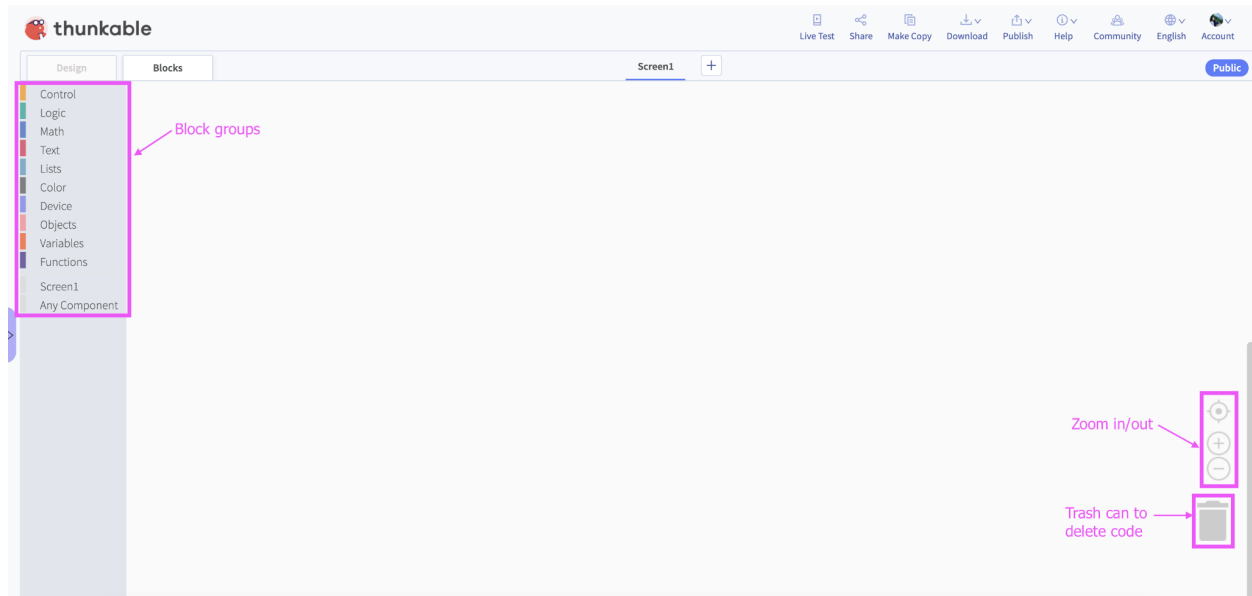 thunkable
Live Test
Share
Make Copy
Download
Publish
Help
Community
English
Account
Design
Blocks
Screen1
Public
Control
Logic
Math
Text
Lists
Color
Device
Objects
Variables
Functions
Screen1
Any Component
Block groups
Zoom in/out
Trash can to
delete code